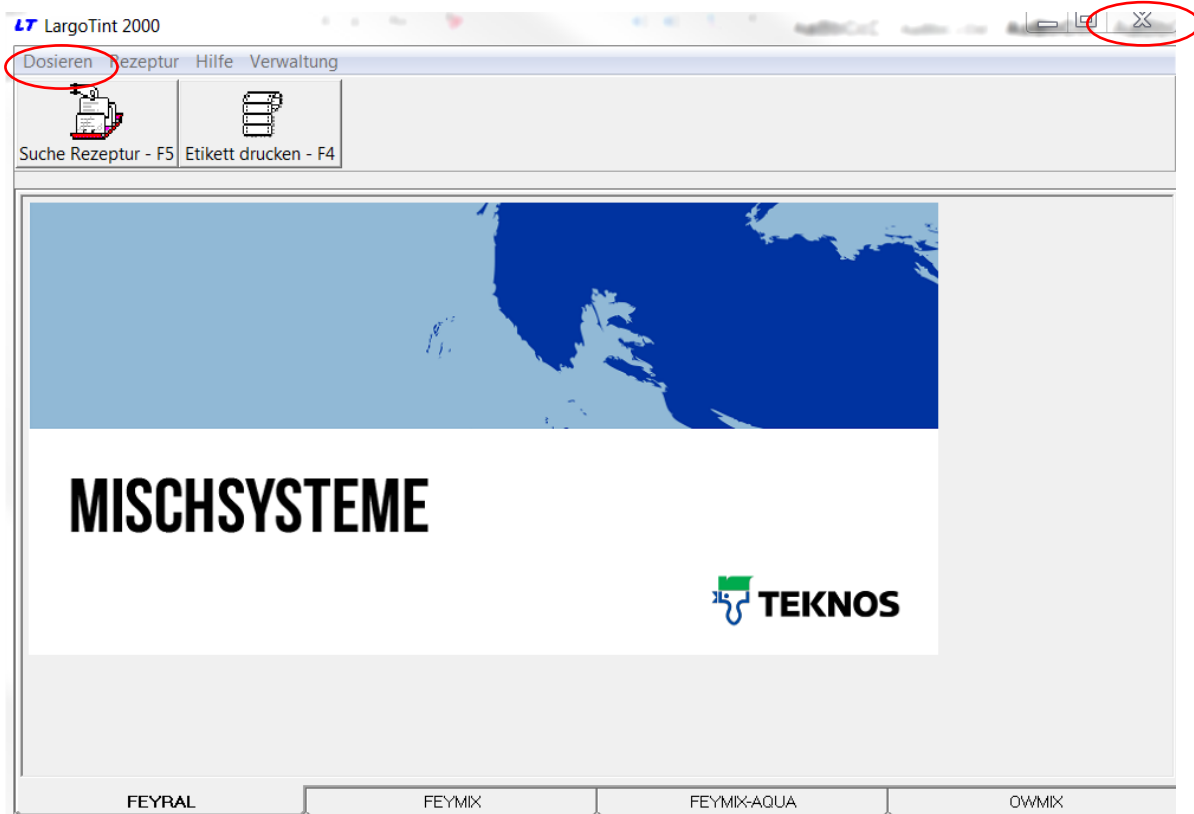 LT LargoTint 2000
Dosieren Rezeptur Hilfe Verwaltung
Suche Rezeptur - F5 Etikett drucken - F4
MISCHSYSTEME
TEKNOS
FEYRAL FEYMIX FEYMIX-AQUA OWMIX